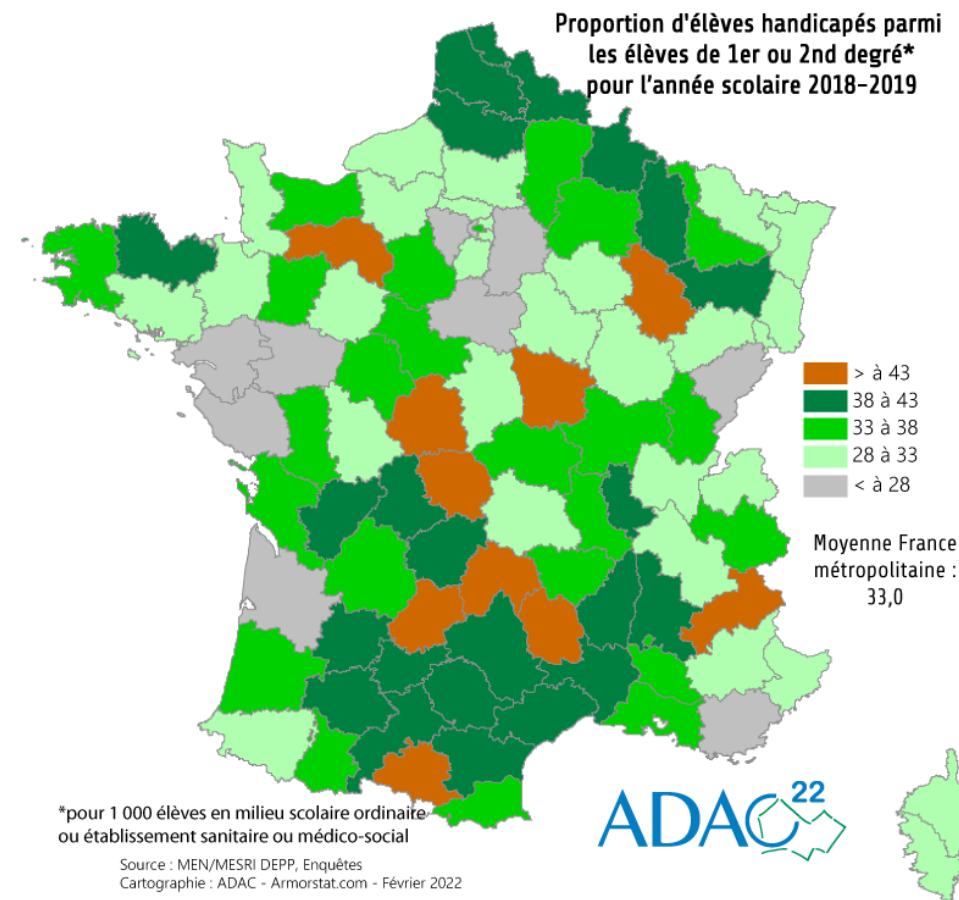 Proportion d'élèves handicapés parmi
les élèves de 1er ou 2nd degré*
pour l'année scolaire 2018-2019
> à 43
38 à 43
33 à 38
28 à 33
< à 28
Moyenne France
métropolitaine :
33,0
*pour 1 000 élèves en milieu scolaire ordinaire
ou établissement sanitaire ou médico-social
Source : MEN/MESRI DEPP, Enquêtes
Cartographie : ADAC - Armorstat.com - Février 2022
ADAC 22